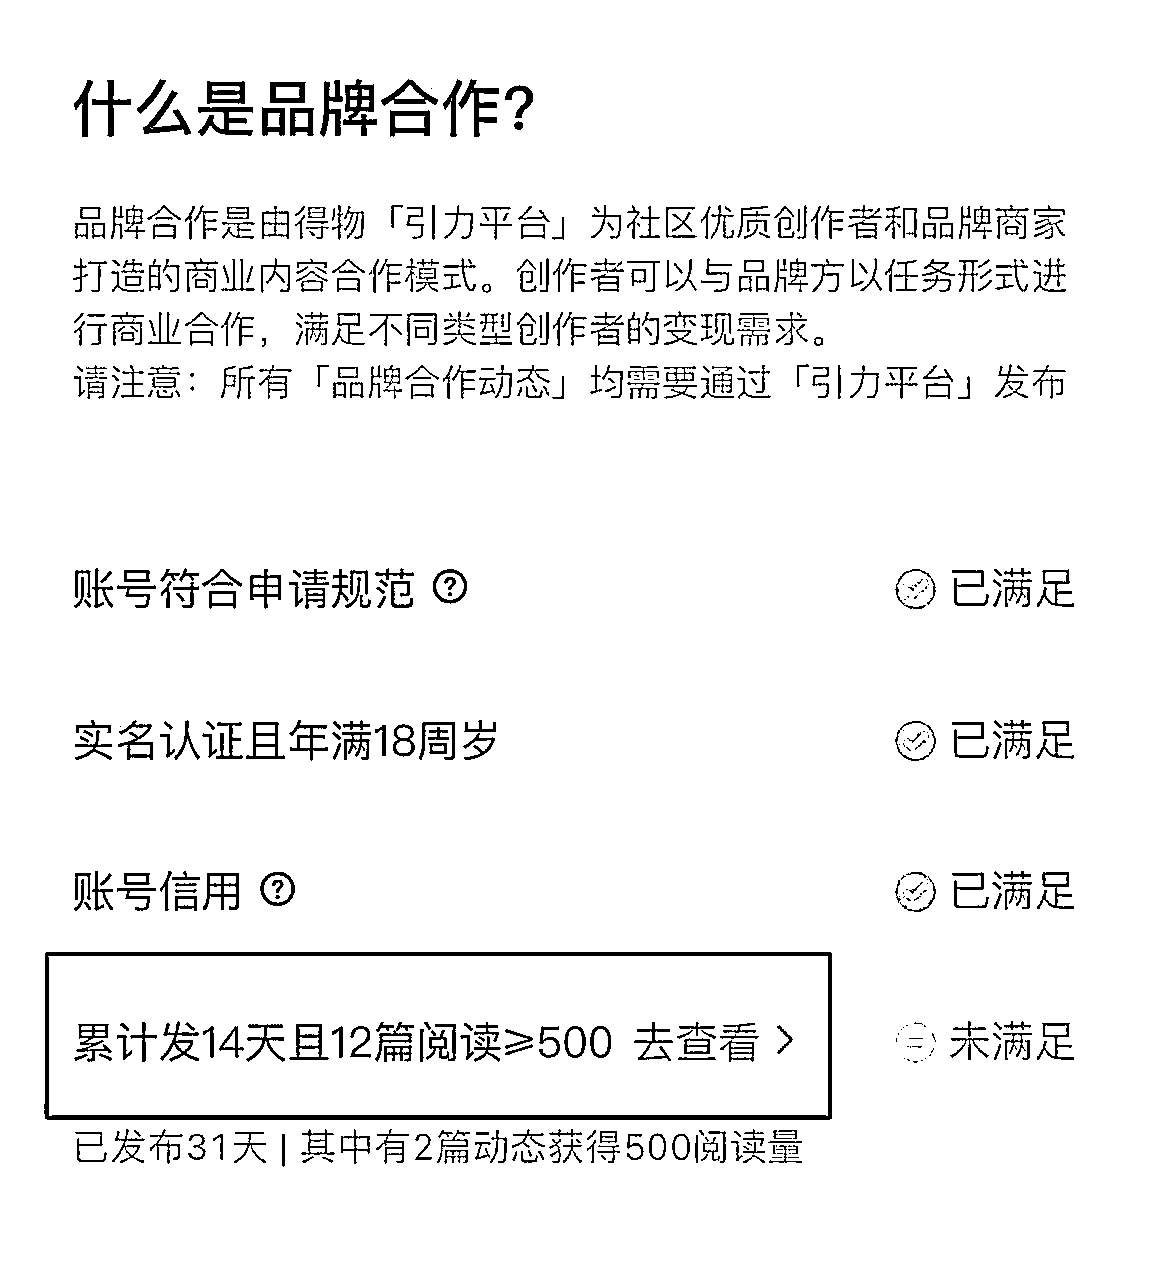 什么是品牌合作?
品牌合作是由得物「引力平台」为社区优质创作者和品牌商家
打造的商业内容合作模式。创作者可以与品牌方以任务形式进
行商业合作，满足不同类型创作者的变现需求。
请注意：所有「品牌合作动态」均需要通过「引力平台」发布
账号符合申请规范 ? 已满足
实名认证且年满18周岁 已满足
账号信用 ? 已满足
累计发14天且12篇阅读≥500 去查看 > 未满足
已发布31天 | 其中有2篇动态获得500阅读量